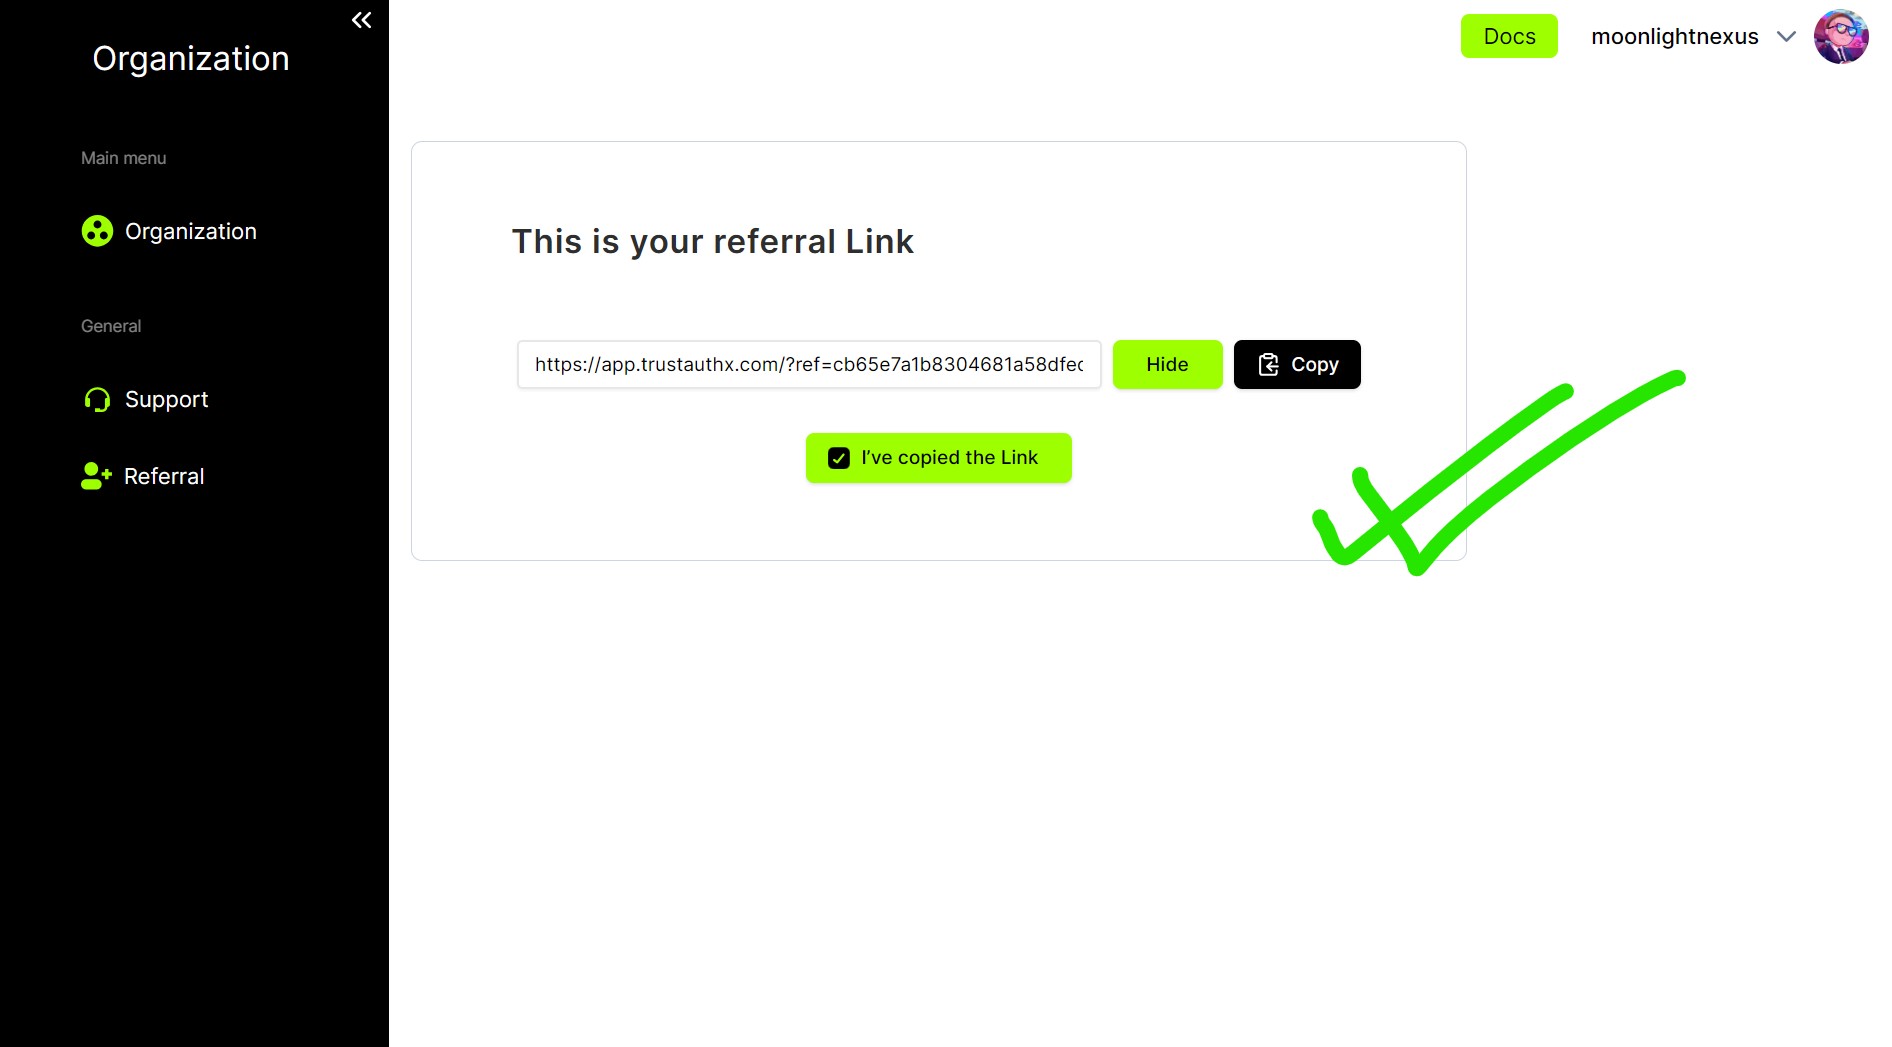 Organization
Main menu
Organization
General
Support
Referral
Docs
moonlightnexus
This is your referral Link
https://app.trustauthx.com/?ref=cb65e7a1b8304681a58dfec
Hide
Copy
I've copied the Link